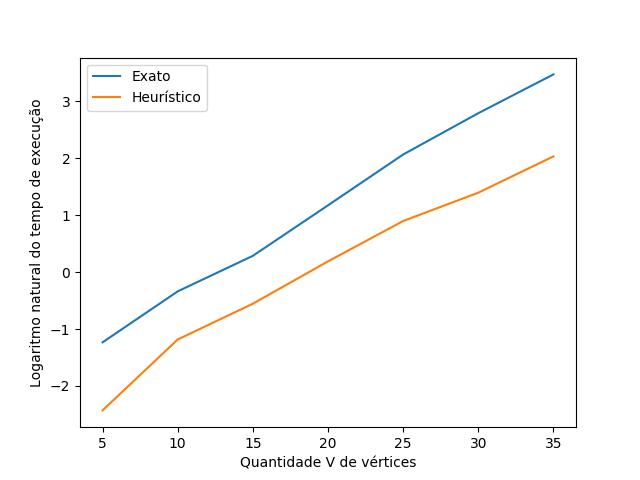 Exato
Heurístico
Logaritmo natural do tempo de execução
3
2
1
0
−1
−2
5 10 15 20 25 30 35
Quantidade V de vértices